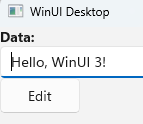 WinUI Desktop
Data:
Hello, WinUI 3!
Edit